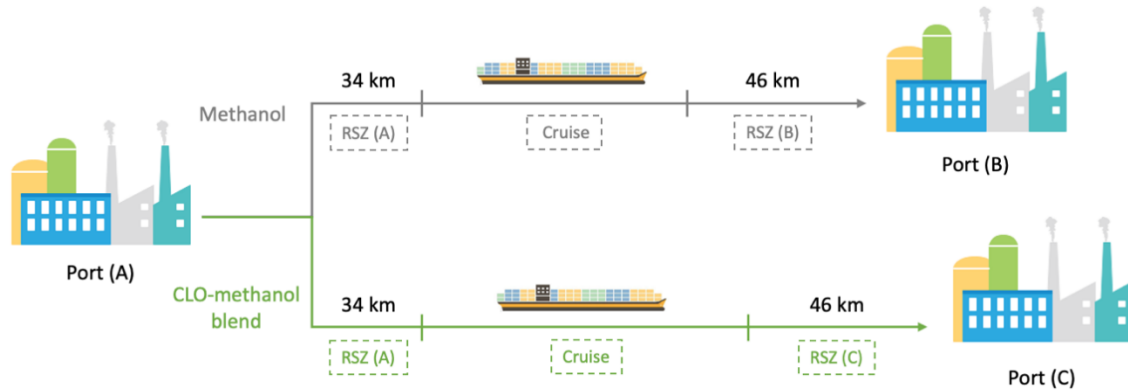 34 km
46 km
Methanol
RSZ (A)
Cruise
RSZ (B)
Port (B)
Port (A)
CLO-methanol
blend
34 km
46 km
RSZ (A)
Cruise
RSZ (C)
Port (C)